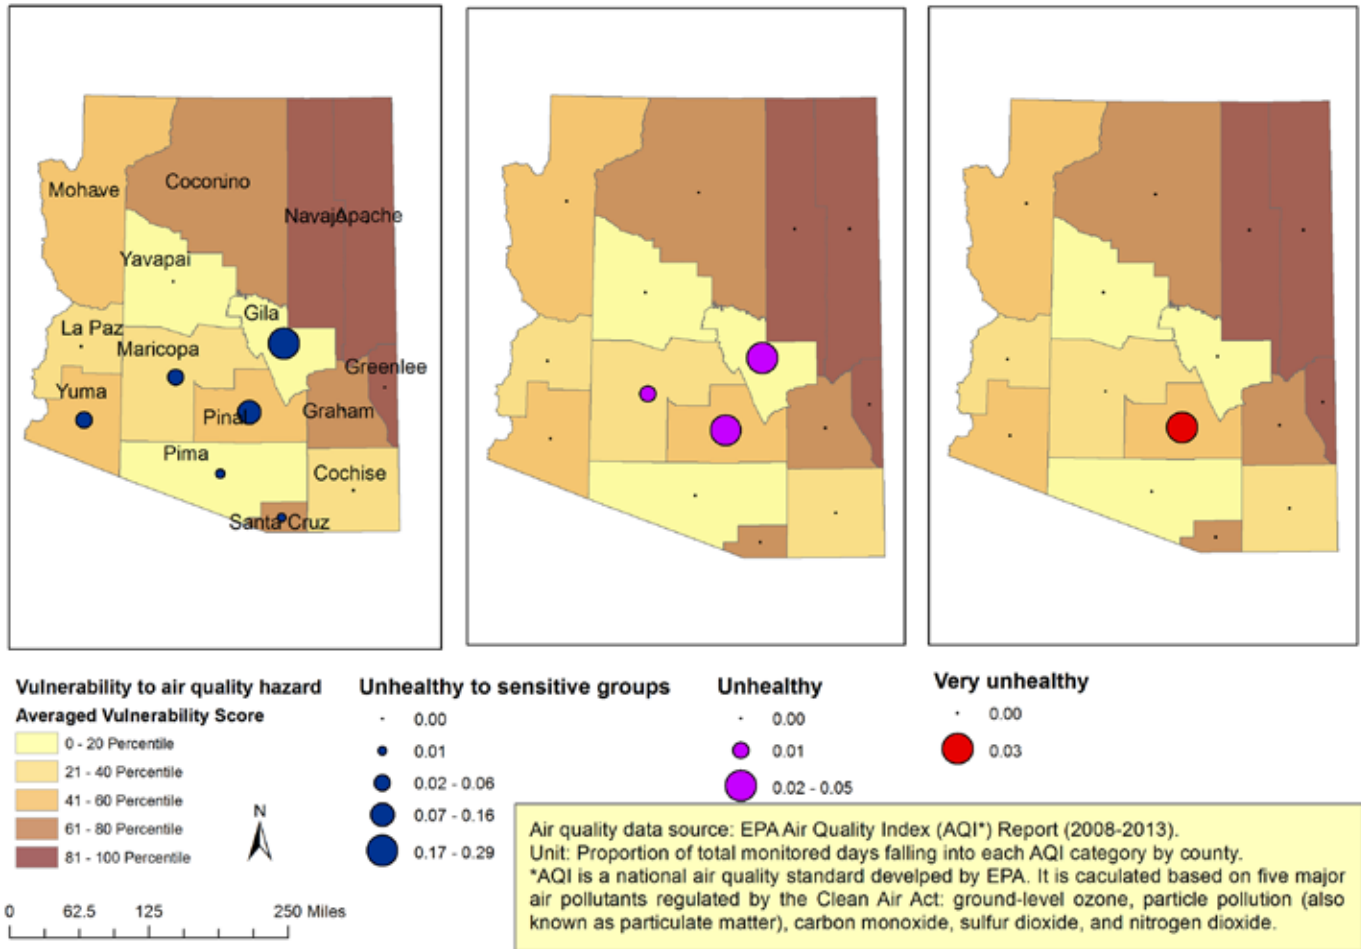 Mohave
Coconino
Navajo
Apache
Yavapai
Gila
La Paz
Maricopa
Greenlee
Yuma
Pinal
Graham
Pima
Cochise
Santa Cruz
Vulnerability to air quality hazard
Averaged Vulnerability Score
0 - 20 Percentile
21 - 40 Percentile
41 - 60 Percentile
61 - 80 Percentile
81 - 100 Percentile
N
0 62.5 125 250 Miles
Unhealthy to sensitive groups
0.00
0.01
0.02 - 0.06
0.07 - 0.16
0.17 - 0.29
Unhealthy
0.00
0.01
0.02 - 0.05
Very unhealthy
0.00
0.03
Air quality data source: EPA Air Quality Index (AQI*) Report (2008-2013).
Unit: Proportion of total monitored days falling into each AQI category by county.
*AQI is a national air quality standard develped by EPA. It is caculated based on five major
air pollutants regulated by the Clean Air Act: ground-level ozone, particle pollution (also
known as particulate matter), carbon monoxide, sulfur dioxide, and nitrogen dioxide.